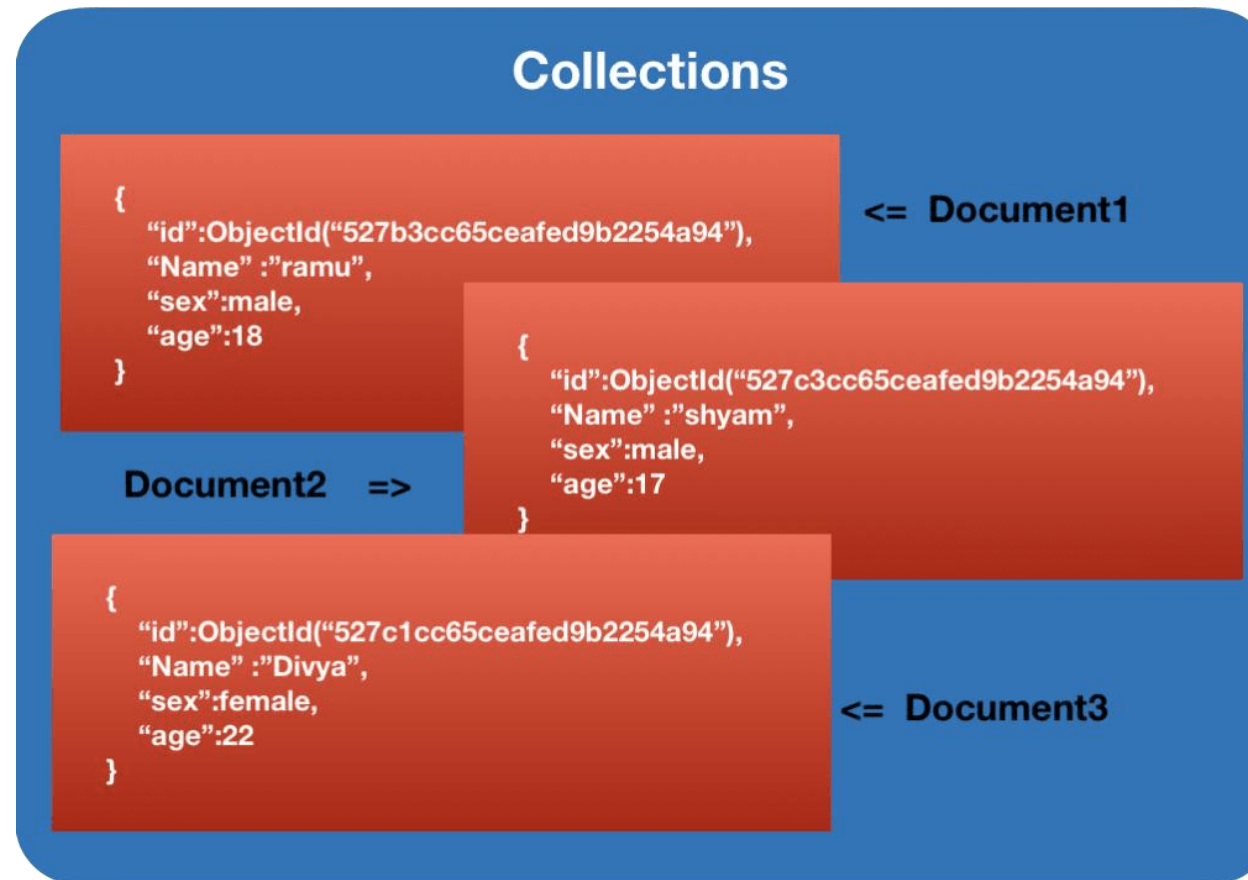 Collections
{
“id”:ObjectId(“527b3cc65ceafed9b2254a94”),
“Name” :”ramu”,
“sex”:male,
“age”:18
}
<= Document1
{
“id”:ObjectId(“527c3cc65ceafed9b2254a94”),
“Name” :”shyam”,
“sex”:male,
“age”:17
}
Document2 =>
{
“id”:ObjectId(“527c1cc65ceafed9b2254a94”),
“Name” :”Divya”,
“sex”:female,
“age”:22
}
<= Document3